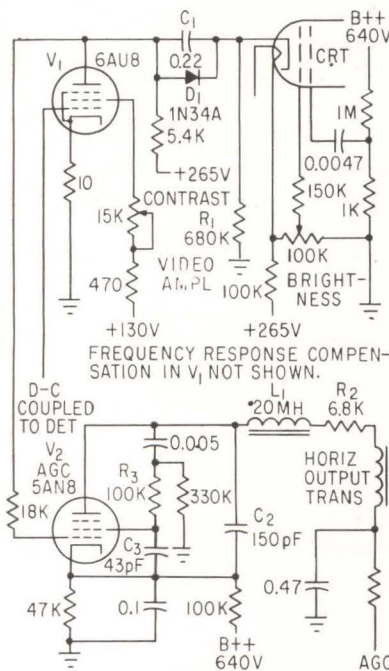 C1
0.22
D1
1N34A
5.4K
+265V
V1
6AU8
10
CONTRAST
15K
470
+130V
VIDEO
AMPL
R1
680K
CRT
B++
640V
1M
0.0047
150K
1K
100K
BRIGHT-
NESS
100K
+265V
FREQUENCY RESPONSE COMPEN-
SATION IN V1 NOT SHOWN.
D-C
COUPLED
TO DET
V2
AGC
5AN8
18K
47K
0.005
R3
100K
330K
C3
43pF
0.1
100K
B++
640V
C2
150pF
L1
20MH
R2
6.8K
HORIZ
OUTPUT
TRANS
0.47
AGC